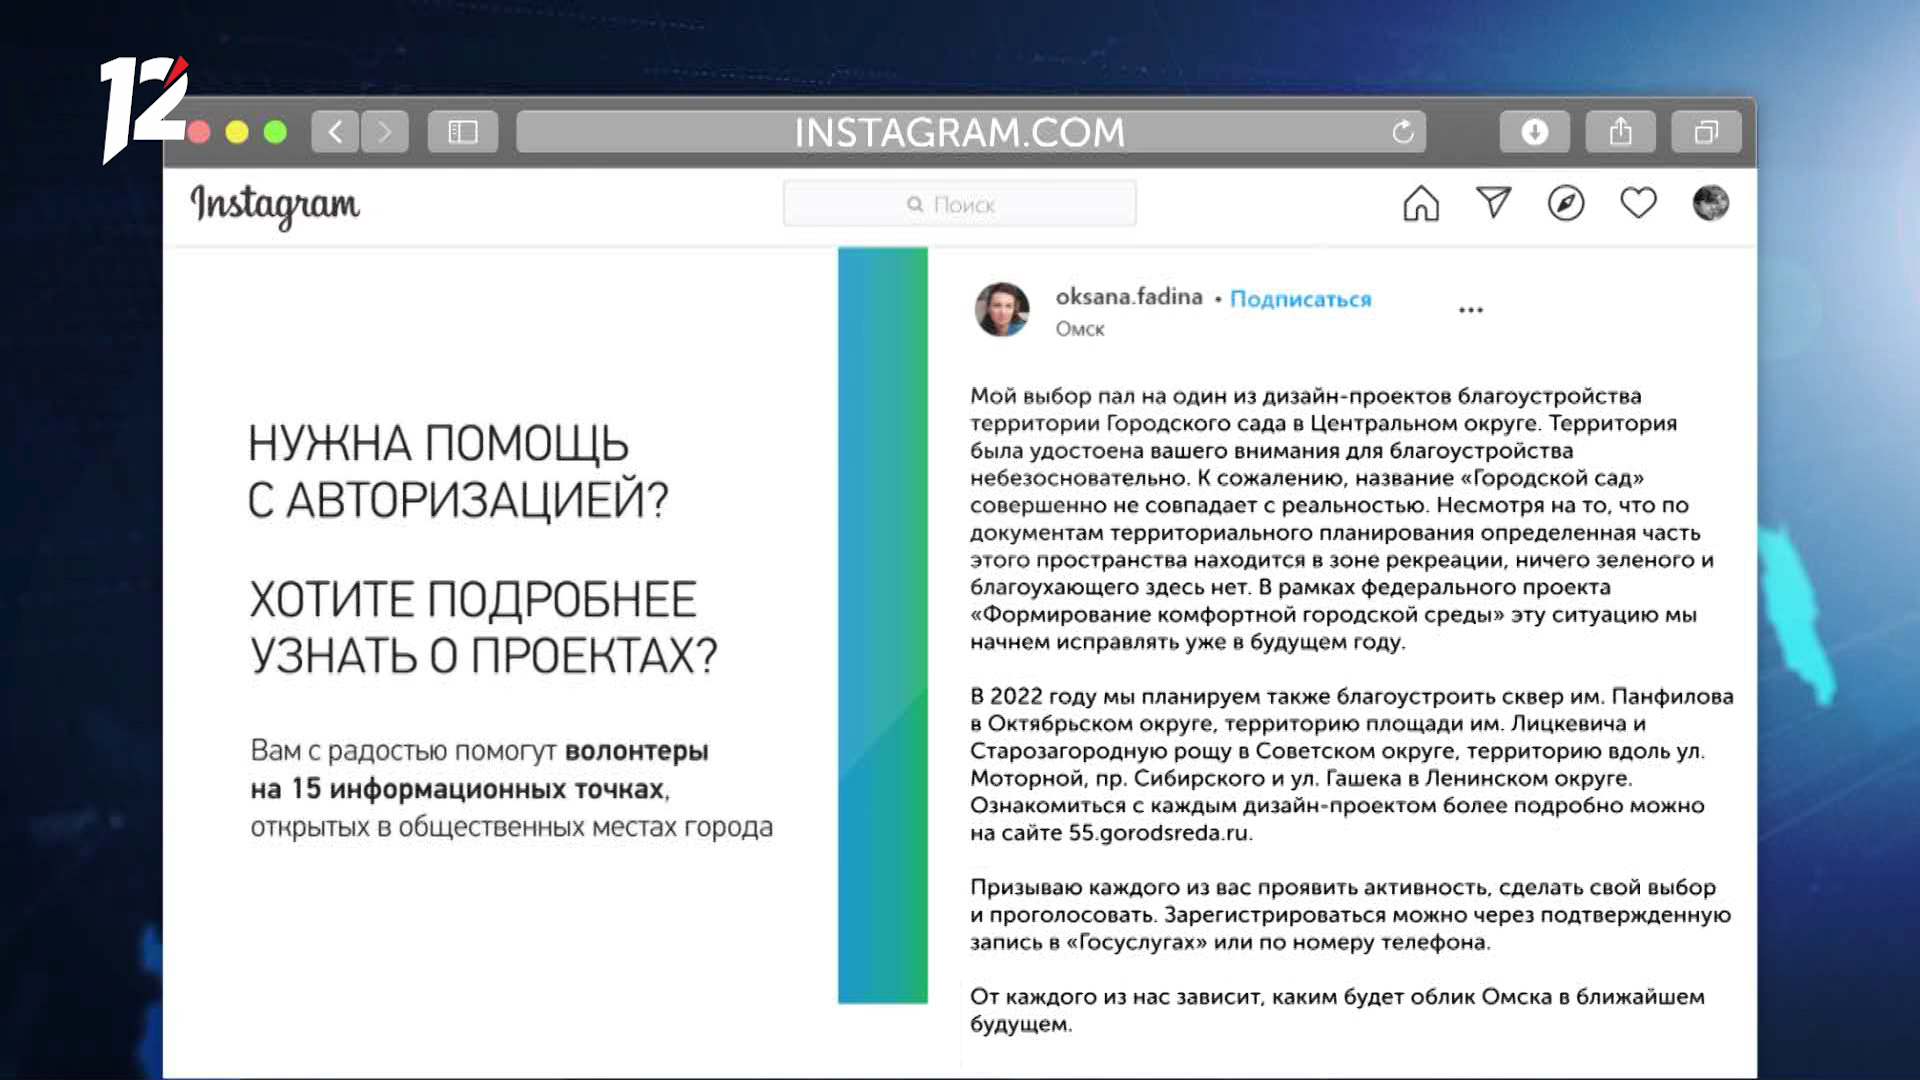 12
INSTAGRAM.COM
Instagram
Поиск
НУЖНА ПОМОЩЬ
С АВТОРИЗАЦИЕЙ?
ХОТИТЕ ПОДРОБНЕЕ
УЗНАТЬ О ПРОЕКТАХ?
Вам с радостью помогут волонтеры
на 15 информационных точках,
открытых в общественных местах города
oksana.fadina • Подписаться
Омск
Мой выбор пал на один из дизайн-проектов благоустройства
территории Городского сада в Центральном округе. Территория
была удостоена вашего внимания для благоустройства
небезосновательно. К сожалению, название «Городской сад»
совершенно не совпадает с реальностью. Несмотря на то, что по
документам территориального планирования определенная часть
этого пространства находится в зоне рекреации, ничего зеленого и
благоухающего здесь нет. В рамках федерального проекта
«Формирование комфортной городской среды» эту ситуацию мы
начнем исправлять уже в будущем году.
В 2022 году мы планируем также благоустроить сквер им. Панфилова
в Октябрьском округе, территорию площади им. Лицкевича и
Старозагородную рощу в Советском округе, территорию вдоль ул.
Моторной, пр. Сибирского и ул. Гашека в Ленинском округе.
Ознакомиться с каждым дизайн-проектом более подробно можно
на сайте 55.gorodsreda.ru.
Призываю каждого из вас проявить активность, сделать свой выбор
и проголосовать. Зарегистрироваться можно через подтвержденную
запись в «Госуслугах» или по номеру телефона.
От каждого из нас зависит, каким будет облик Омска в ближайшем
будущем.